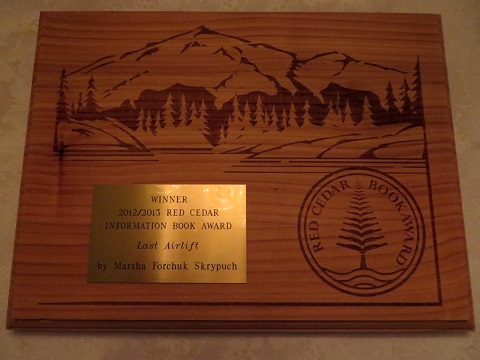 WINNER
2012/2013 RED CEDAR
INFORMATION BOOK AWARD
Last Airlift
by Marsha Forchuk Skrypuch
RED CEDAR BOOK AWARD